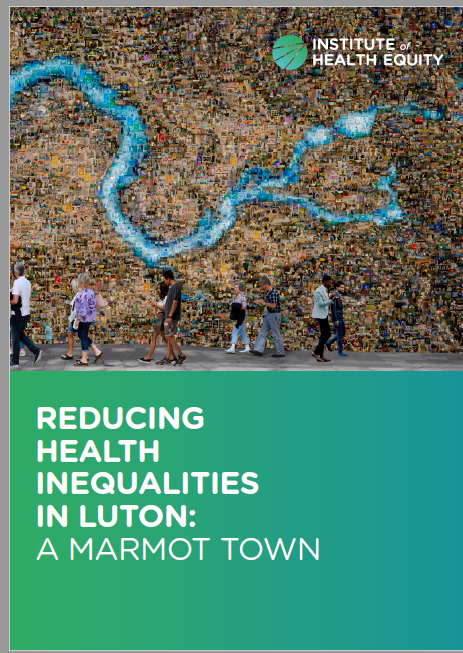 INSTITUTE of
HEALTH EQUITY
REDUCING
HEALTH
INEQUALITIES
IN LUTON:
A MARMOT TOWN